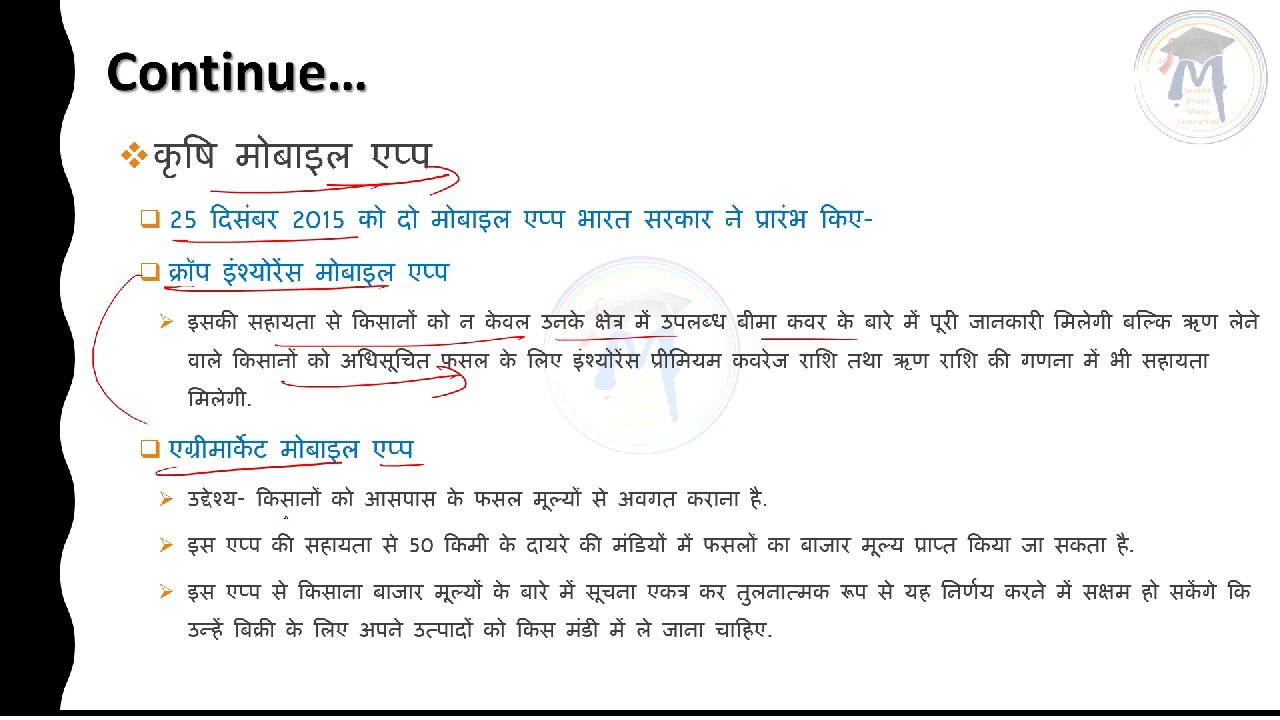 Continue...
कृषि मोबाइल एप्प
25 दिसंबर 2015 को दो मोबाइल एप्प भारत सरकार ने प्रारंभ किए-
क्रॉप इंश्योरेंस मोबाइल एप्प
इसकी सहायता से किसानों को न केवल उनके क्षेत्र में उपलब्ध बीमा कवर के बारे में पूरी जानकारी मिलेगी बल्कि ऋण लेने
वाले किसानों को अधिसूचित फसल के लिए इंश्योरेंस प्रीमियम कवरेज राशि तथा ऋण राशि की गणना में भी सहायता
मिलेगी.
एग्रीमार्केट मोबाइल एप्प
उद्देश्य- किसानों को आसपास के फसल मूल्यों से अवगत कराना है.
इस एप्प की सहायता से 50 किमी के दायरे की मंडियों में फसलों का बाजार मूल्य प्राप्त किया जा सकता है.
इस एप्प से किसाना बाजार मूल्यों के बारे में सूचना एकत्र कर तुलनात्मक रूप से यह निर्णय करने में सक्षम हो सकेंगे कि
उन्हें बिक्री के लिए अपने उत्पादों को किस मंडी में ले जाना चाहिए.